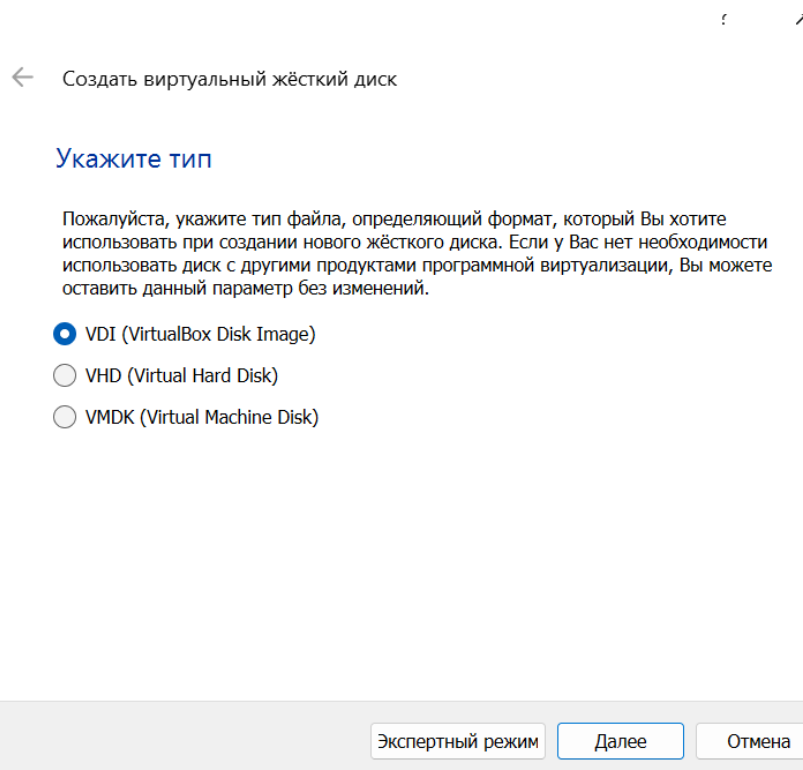 Создать виртуальный жёсткий диск
Укажите тип
Пожалуйста, укажите тип файла, определяющий формат, который Вы хотите
использовать при создании нового жёсткого диска. Если у Вас нет необходимости
использовать диск с другими продуктами программной виртуализации, Вы можете
оставить данный параметр без изменений.
VDI (VirtualBox Disk Image)
VHD (Virtual Hard Disk)
VMDK (Virtual Machine Disk)
Экспертный режим
Далее
Отмена